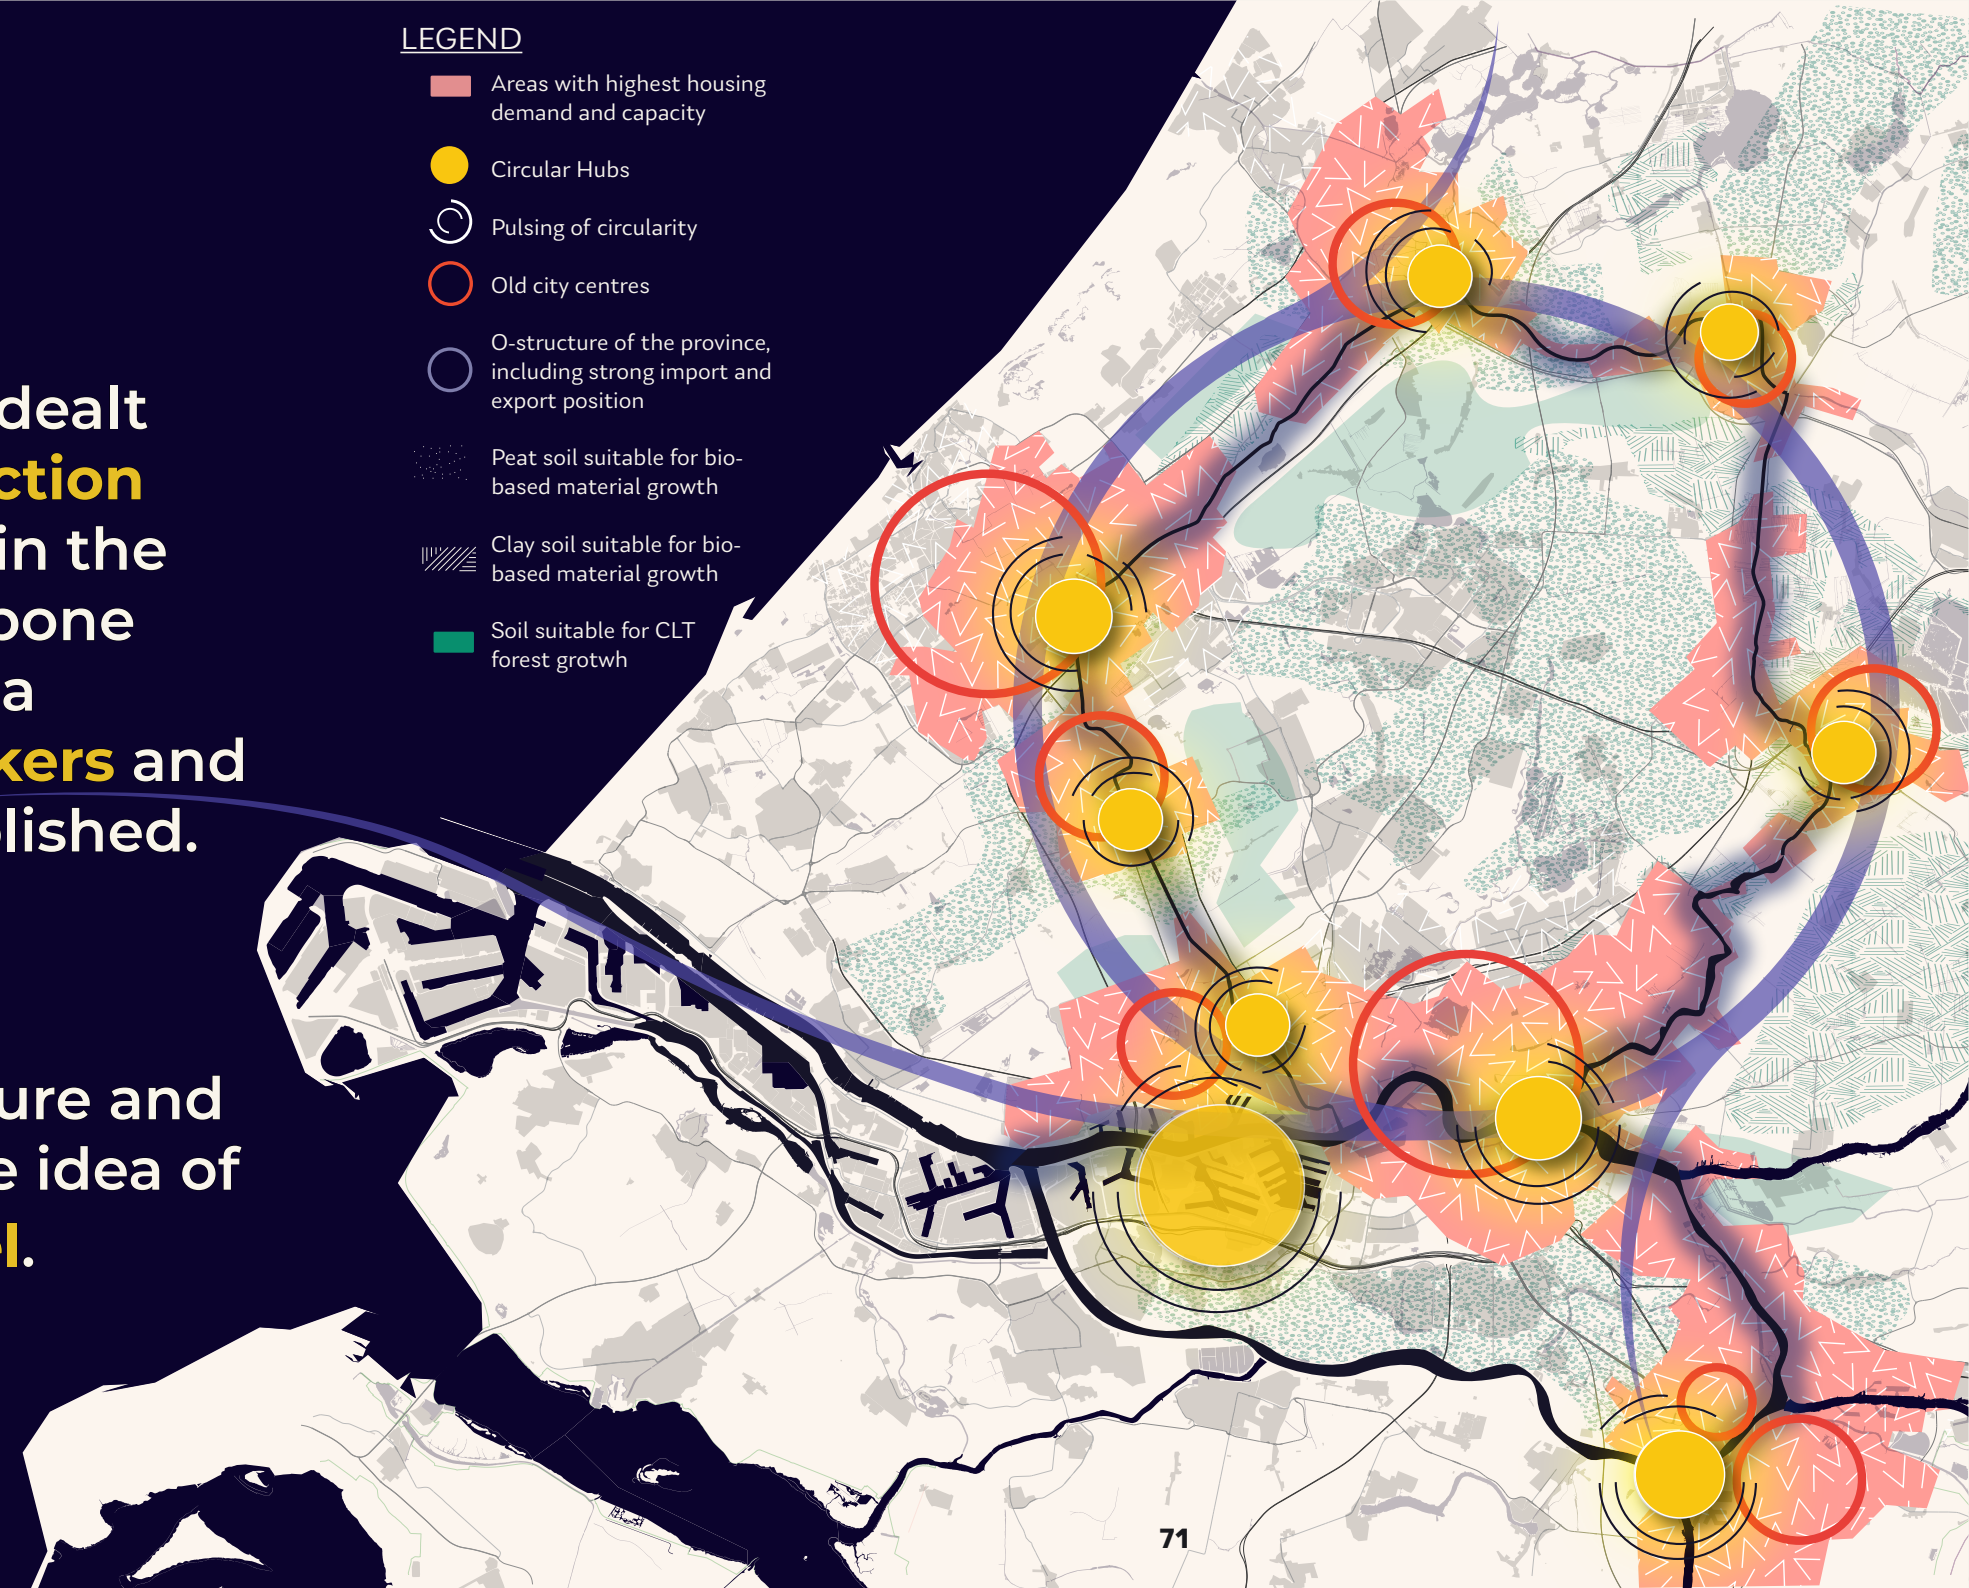 LEGEND
Areas with highest housing
demand and capacity
Circular Hubs
Pulsing of circularity
Old city centres
O-structure of the province,
including strong import and
export position
Peat soil suitable for bio-
based material growth
Clay soil suitable for bio-
based material growth
Soil suitable for CLT
forest grotwh
dealt
ction
in the
bone
a
kers and
lished.
ure and
e idea of
el.
71